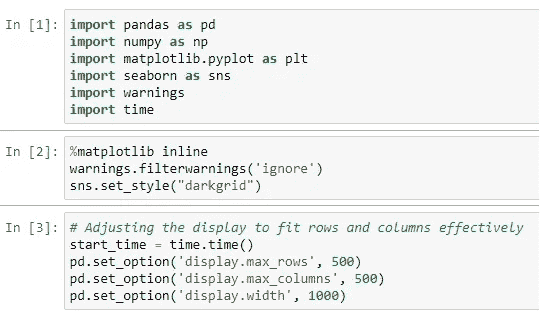 In [1]: import pandas as pd
import numpy as np
import matplotlib.pyplot as plt
import seaborn as sns
import warnings
import time
In [2]: %matplotlib inline
warnings.filterwarnings('ignore')
sns.set_style("darkgrid")
In [3]: # Adjusting the display to fit rows and columns effectively
start_time = time.time()
pd.set_option('display.max_rows', 500)
pd.set_option('display.max_columns', 500)
pd.set_option('display.width', 1000)